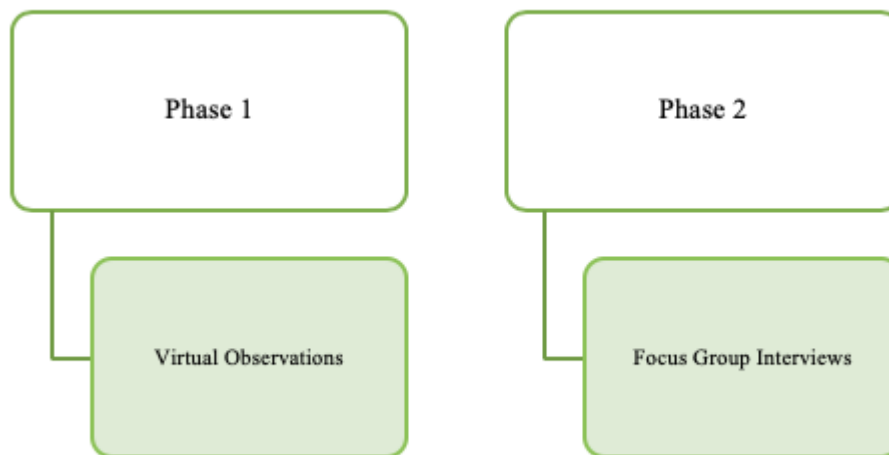 Phase 1
Phase 2
Virtual Observations
Focus Group Interviews